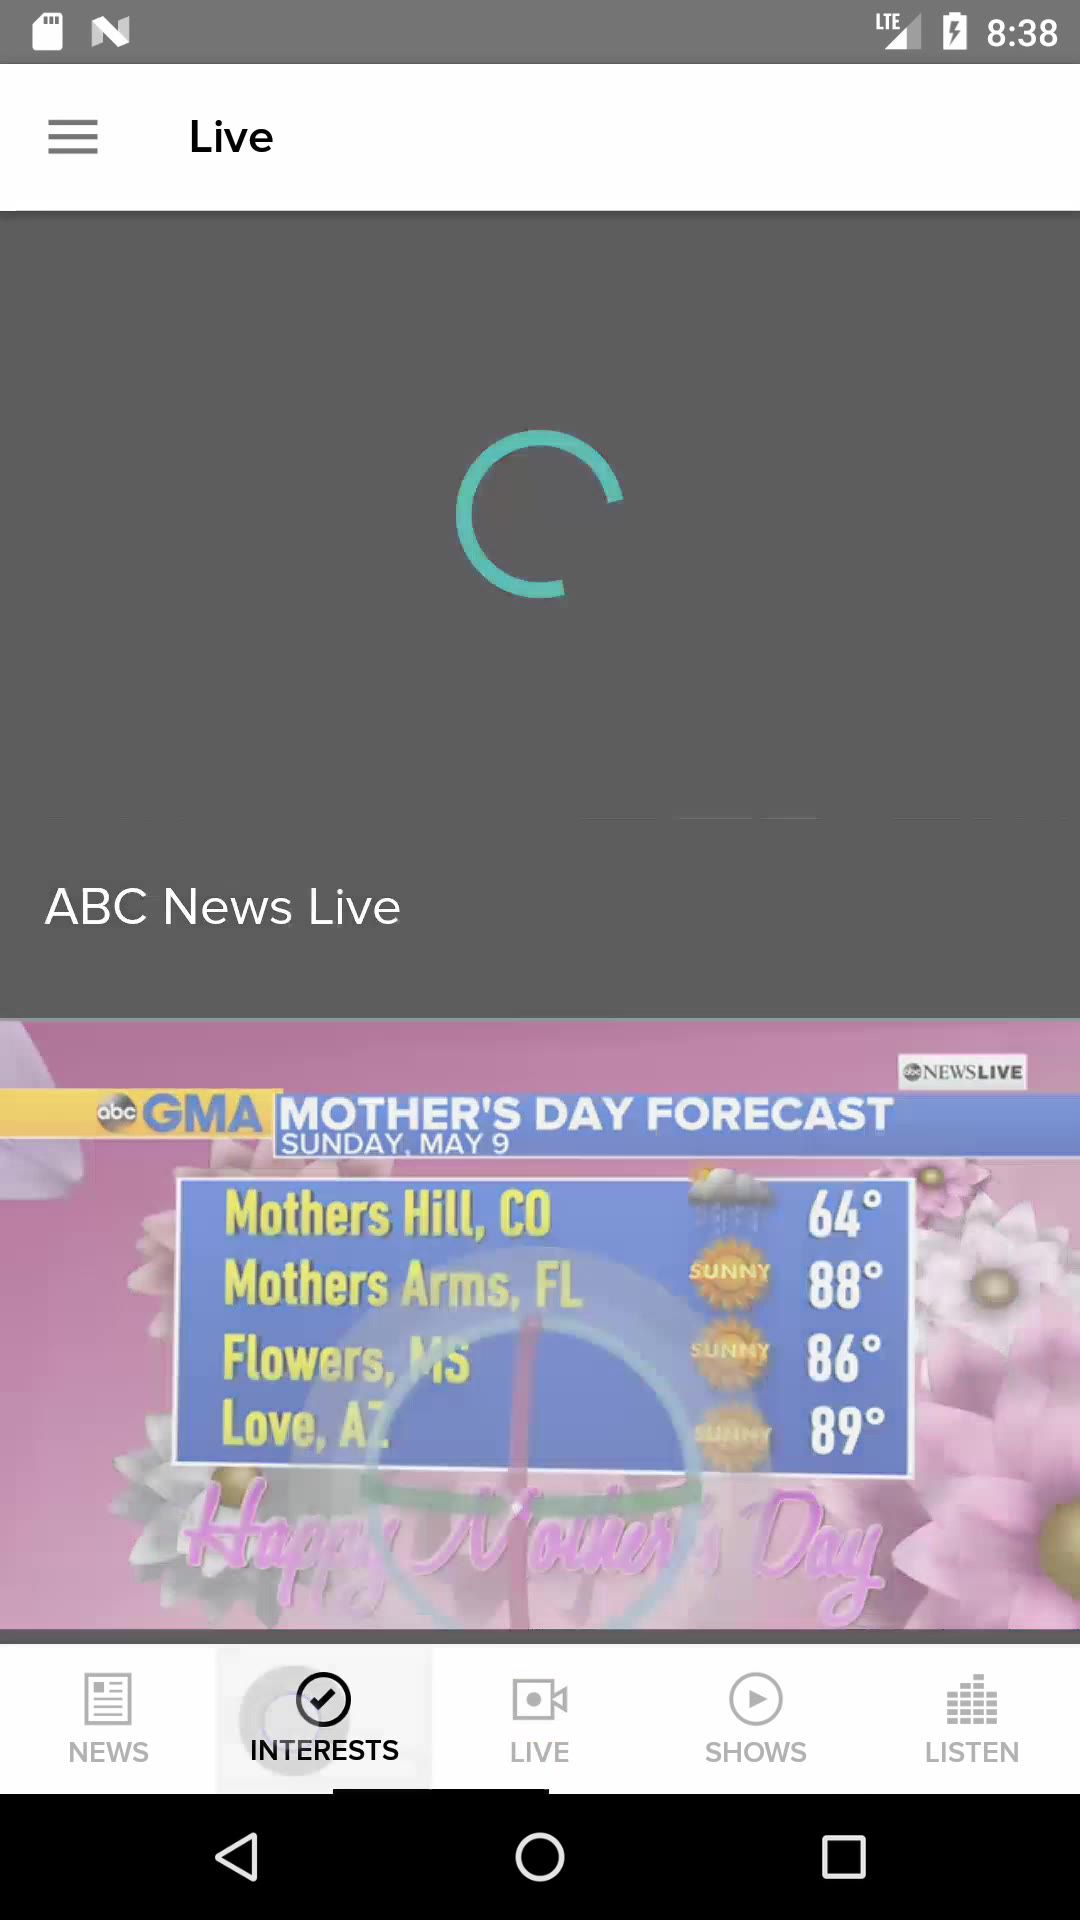 LTE 8:38
Live
ABC News Live
abc NEWSLIVE
abc GMA MOTHER'S DAY FORECAST
SUNDAY, MAY 9
Mothers Hill, CO 64°
Mothers Arms, FL SUNNY 88°
Flowers, MS SUNNY 86°
Love, AZ SUNNY 89°
Happy Mother's Day
NEWS INTERESTS LIVE SHOWS LISTEN